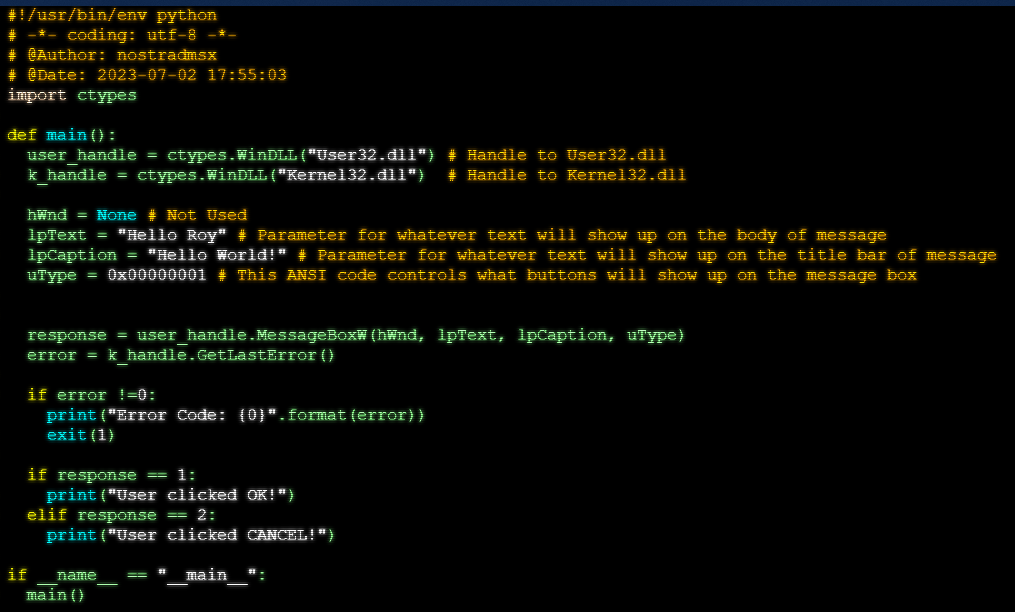 #!/usr/bin/env python
# -*- coding: utf-8 -*-
# @Author: nostradmsx
# @Date: 2023-07-02 17:55:03
import ctypes

def main():
  user_handle = ctypes.WinDLL("User32.dll") # Handle to User32.dll
  k_handle = ctypes.WinDLL("Kernel32.dll")  # Handle to Kernel32.dll

  hWnd = None # Not Used
  lpText = "Hello Roy" # Parameter for whatever text will show up on the body of message
  lpCaption = "Hello World!" # Parameter for whatever text will show up on the title bar of message
  uType = 0x00000001 # This ANSI code controls what buttons will show up on the message box


  response = user_handle.MessageBoxW(hWnd, lpText, lpCaption, uType)
  error = k_handle.GetLastError()

  if error !=0:
    print("Error Code: {0}".format(error))
    exit(1)

  if response == 1:
    print("User clicked OK!")
  elif response == 2:
    print("User clicked CANCEL!")

if __name__ == "__main__":
  main()